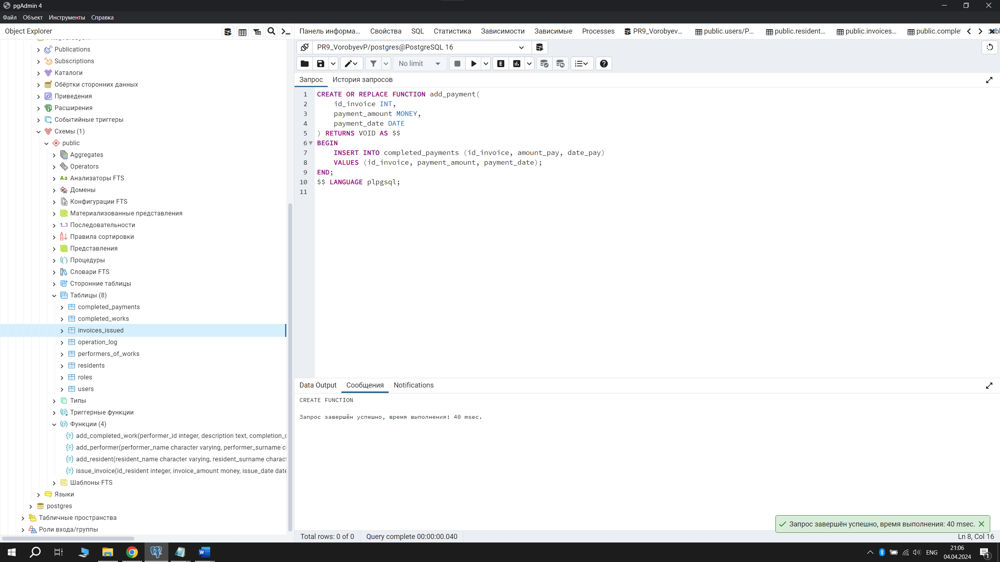 pgAdmin 4
Файл Объект Инструменты Справка
Object Explorer
Publications
Subscriptions
Каталоги
Обёртки сторонних данных
Приведения
Расширения
Событийные триггеры
Схемы (1)
public
Aggregates
Operators
Aa Анализаторы FTS
Домены
Конфигурации FTS
Материализованные представления
1..3 Последовательности
Правила сортировки
Представления
Процедуры
Словари FTS
Сторонние таблицы
Таблицы (8)
completed_payments
completed_works
invoices_issued
operation_log
performers_of_works
residents
roles
users
Типы
Триггерные функции
Функции (4)
add_completed_work(performer_id integer, description text, completion_d
add_performer(performer_name character varying, performer_surname c
add_resident(resident_name character varying, resident_surname charact
issue_invoice(id_resident integer, invoice_amount money, issue_date date
Шаблоны FTS
Языки
postgres
Табличные пространства
Роли входа/группы
Панель информа... Свойства SQL Статистика Зависимости Зависимые Processes PR9_Vorobyev... public.users/P... public.resident... public.invoices... public.complet
PR9_VorobyevP/postgres@PostgreSQL 16
No limit
E
Запрос История запросов
1 CREATE OR REPLACE FUNCTION add_payment(
2 id_invoice INT,
3 payment_amount MONEY,
4 payment_date DATE
5 ) RETURNS VOID AS $$
6 BEGIN
7 INSERT INTO completed_payments (id_invoice, amount_pay, date_pay)
8 VALUES (id_invoice, payment_amount, payment_date);
9 END;
10 $$ LANGUAGE plpgsql;
11
Data Output Сообщения Notifications
CREATE FUNCTION
Запрос завершён успешно, время выполнения: 40 msec.
Запрос завершён успешно, время выполнения: 40 msec.
Total rows: 0 of 0 Query complete 00:00:00.040 Ln 8, Col 16
ENG
21:06
04.04.2024
1